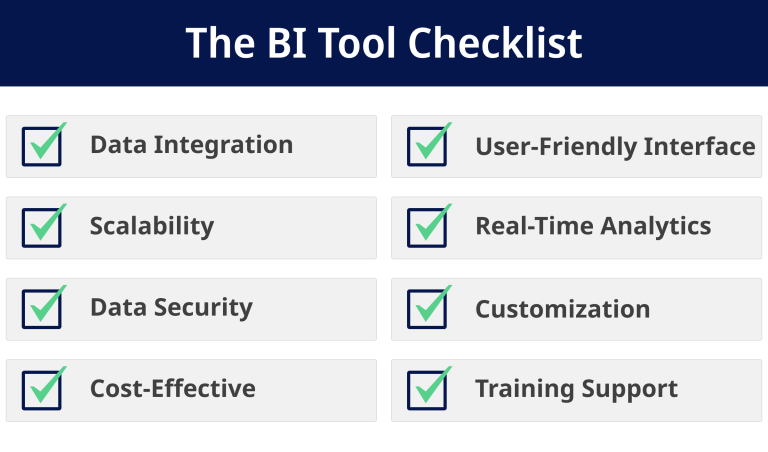 The BI Tool Checklist
Data Integration
User-Friendly Interface
Scalability
Real-Time Analytics
Data Security
Customization
Cost-Effective
Training Support